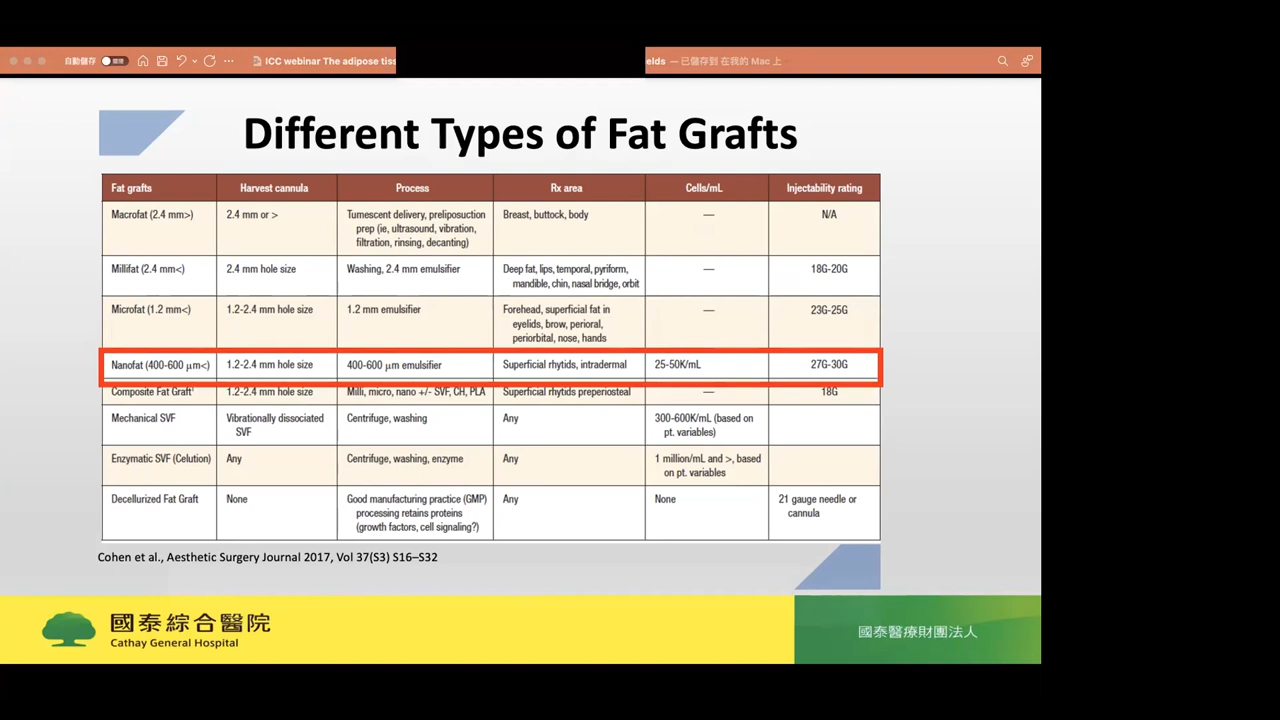 自動儲存
ICC webinar The adipose tiss
elds — 已儲存到 在我的 Mac 上
Different Types of Fat Grafts
Fat grafts Harvest cannula Process Rx area Cells/mL Injectability rating
Macrofat (2.4 mm>) 2.4 mm or > Tumescent delivery, preliposuction Breast, buttock, body — N/A
prep (ie, ultrasound, vibration,
filtration, rinsing, decanting)
Millifat (2.4 mm<) 2.4 mm hole size Washing, 2.4 mm emulsifier Deep fat, lips, temporal, pyriform, — 18G-20G
mandible, chin, nasal bridge, orbit
Microfat (1.2 mm<) 1.2-2.4 mm hole size 1.2 mm emulsifier Forehead, superficial fat in — 23G-25G
eyelids, brow, perioral,
periorbital, nose, hands
Nanofat (400-600 μm<) 1.2-2.4 mm hole size 400-600 μm emulsifier Superficial rhytids, intradermal 25-50K/mL 27G-30G
Composite Fat Graft¹ 1.2-2.4 mm hole size Milli, micro, nano +/- SVF, CH, PLA Superficial rhytids preperiosteal — 18G
Mechanical SVF Vibrationally dissociated Centrifuge, washing Any 300-600K/mL (based on
SVF pt. variables)
Enzymatic SVF (Celution) Any Centrifuge, washing, enzyme Any 1 million/mL and >, based
on pt. variables
Decellurized Fat Graft None Good manufacturing practice (GMP) Any None 21 gauge needle or
processing retains proteins cannula
(growth factors, cell signaling?)
Cohen et al., Aesthetic Surgery Journal 2017, Vol 37(S3) S16–S32
國泰綜合醫院
Cathay General Hospital
國泰醫療財團法人